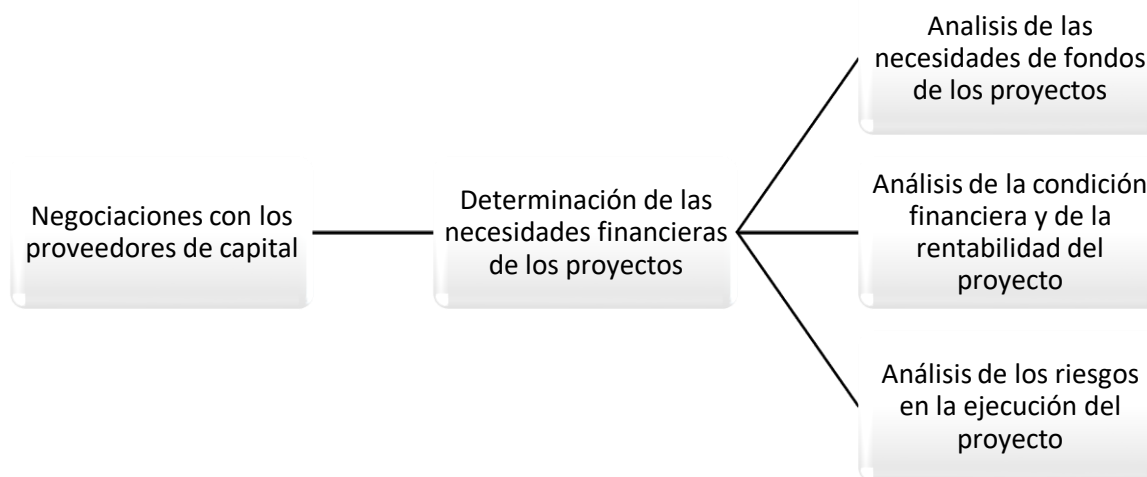 Negociaciones con los
proveedores de capital
Determinación de las
necesidades financieras
de los proyectos
Analisis de las
necesidades de fondos
de los proyectos
Análisis de la condición
financiera y de la
rentabilidad del
proyecto
Análisis de los riesgos
en la ejecución del
proyecto